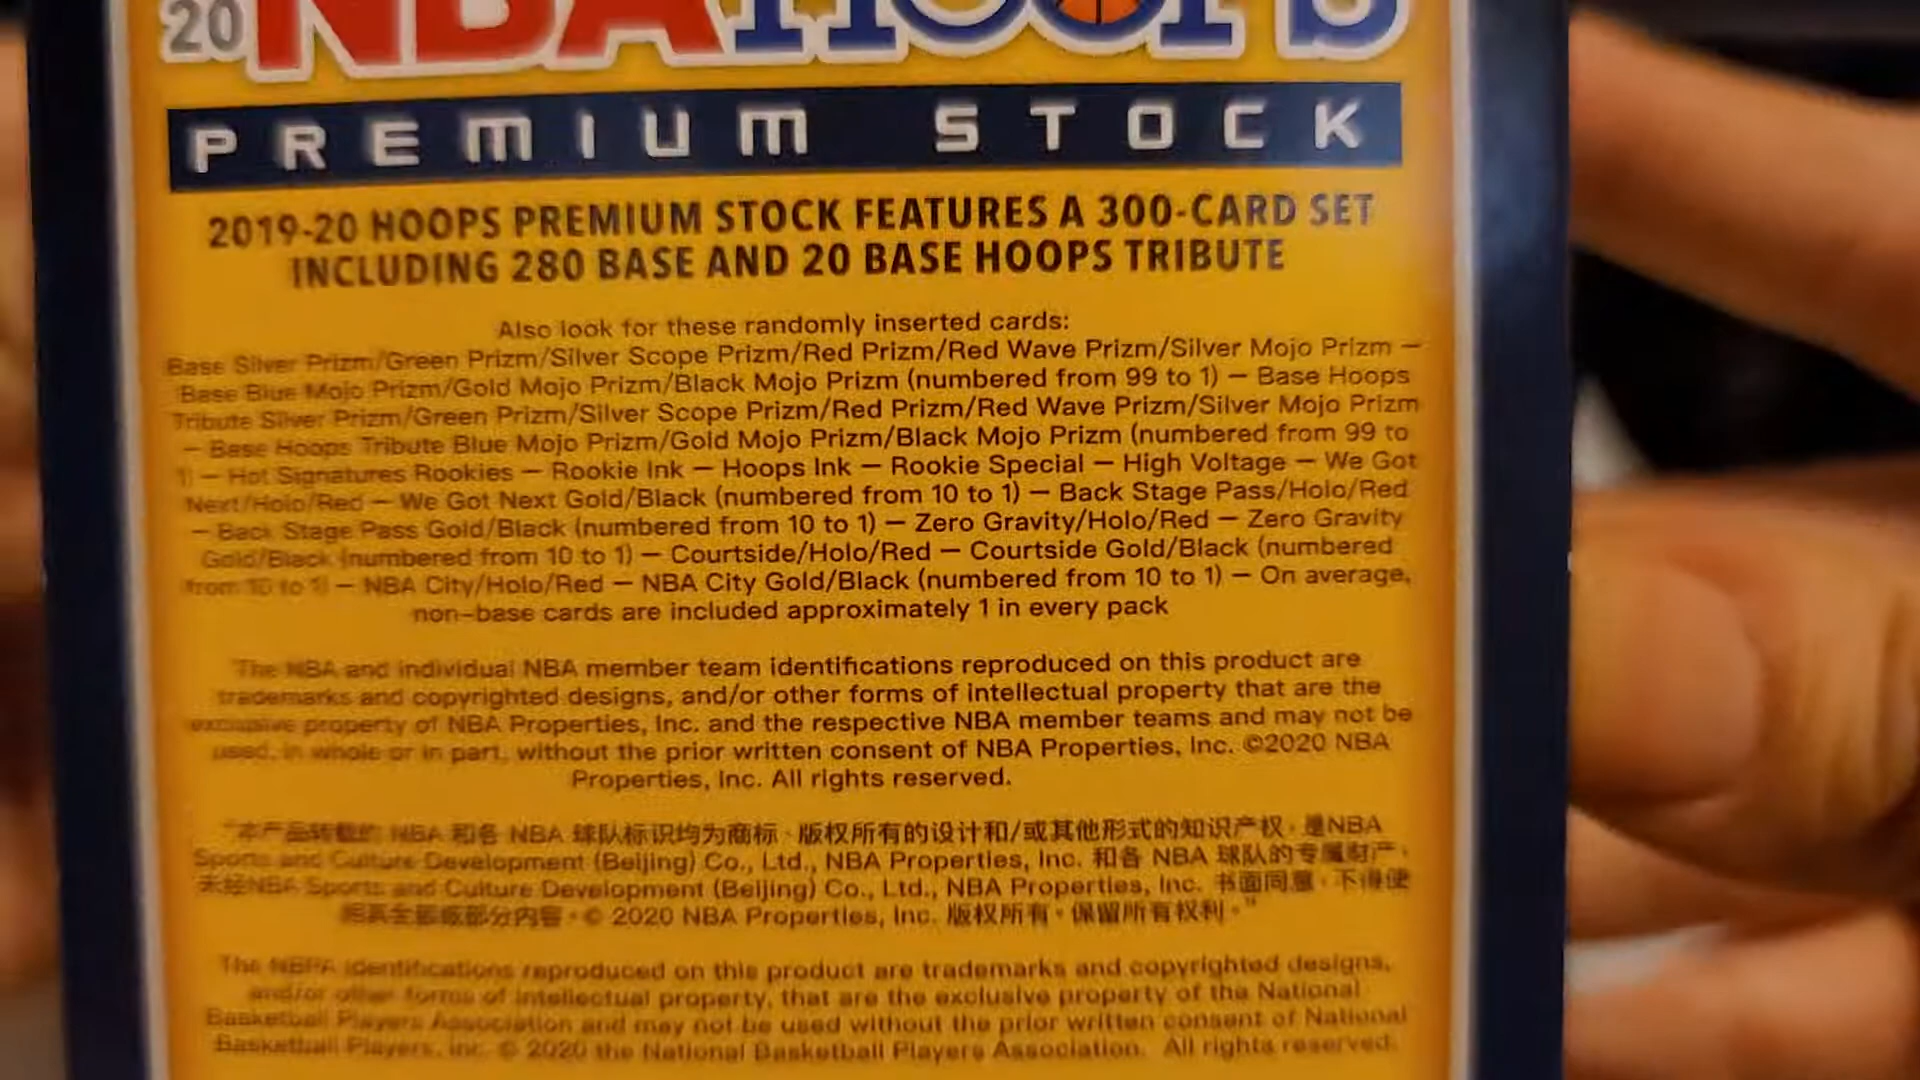 20 NBA HOOPS
PREMIUM STOCK
2019-20 HOOPS PREMIUM STOCK FEATURES A 300-CARD SET
INCLUDING 280 BASE AND 20 BASE HOOPS TRIBUTE
Also look for these randomly inserted cards:
Base Silver Prizm/Green Prizm/Silver Scope Prizm/Red Prizm/Red Wave Prizm/Silver Mojo Prizm —
Base Blue Mojo Prizm/Gold Mojo Prizm/Black Mojo Prizm (numbered from 99 to 1) — Base Hoops
Tribute Silver Prizm/Green Prizm/Silver Scope Prizm/Red Prizm/Red Wave Prizm/Silver Mojo Prizm
— Base Hoops Tribute Blue Mojo Prizm/Gold Mojo Prizm/Black Mojo Prizm (numbered from 99 to
1) — Hot Signatures Rookies — Rookie Ink — Hoops Ink — Rookie Special — High Voltage — We Got
Next/Holo/Red — We Got Next Gold/Black (numbered from 10 to 1) — Back Stage Pass/Holo/Red
— Back Stage Pass Gold/Black (numbered from 10 to 1) — Zero Gravity/Holo/Red — Zero Gravity
Gold/Black (numbered from 10 to 1) — Courtside/Holo/Red — Courtside Gold/Black (numbered
from 10 to 1) — NBA City/Holo/Red — NBA City Gold/Black (numbered from 10 to 1) — On average,
non-base cards are included approximately 1 in every pack
The NBA and individual NBA member team identifications reproduced on this product are
trademarks and copyrighted designs, and/or other forms of intellectual property that are the
exclusive property of NBA Properties, Inc. and the respective NBA member teams and may not be
used, in whole or in part, without the prior written consent of NBA Properties, Inc. ©2020 NBA
Properties, Inc. All rights reserved.
"本产品转载的 NBA 和各 NBA 球队标识均为商标，版权所有的设计和/或其他形式的知识产权，是NBA
Sports and Culture Development (Beijing) Co., Ltd., NBA Properties, Inc. 和各 NBA 球队的专属财产。
未经NBA Sports and Culture Development (Beijing) Co., Ltd., NBA Properties, Inc. 书面同意，不得使
用其全部或部分内容。© 2020 NBA Properties, Inc. 版权所有。保留所有权利。"
The NBPA identifications reproduced on this product are trademarks and copyrighted designs,
and/or other forms of intellectual property, that are the exclusive property of the National
Basketball Players Association and may not be used without the prior written consent of National
Basketball Players, Inc. © 2020 the National Basketball Players Association. All rights reserved.